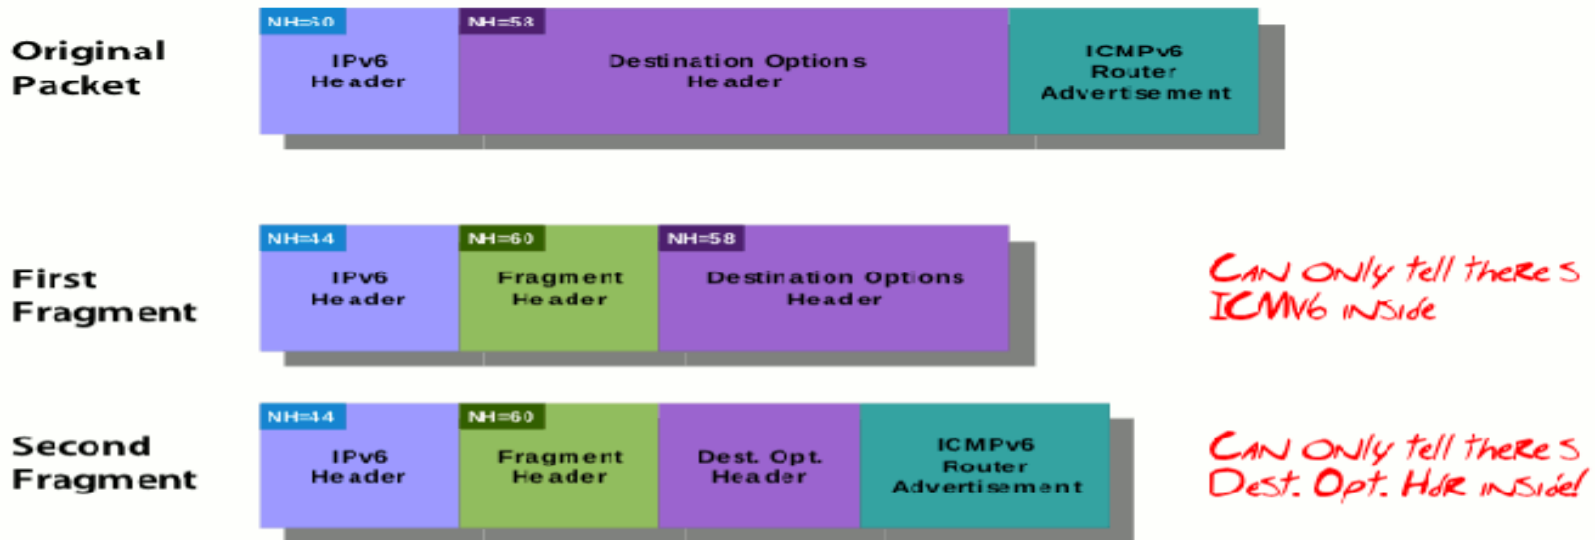 Original
Packet
NH=60
IPv6
Header
NH=58
Destination Options
Header
ICMPv6
Router
Advertisement
First
Fragment
NH=44
IPv6
Header
NH=60
Fragment
Header
NH=58
Destination Options
Header
CAN ONly tell theRe s
ICMV6 iNside
Second
Fragment
NH=44
IPv6
Header
NH=60
Fragment
Header
Dest. Opt.
Header
ICMPv6
Router
Advertisement
CAN ONly tell theRe s
Dest. Opt. HdR iNside!